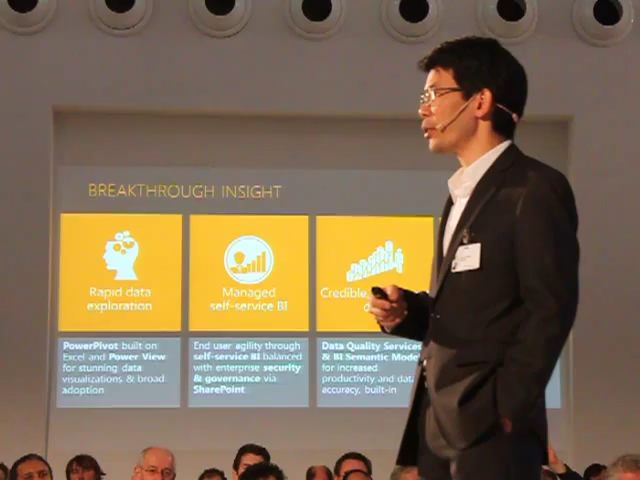 BREAKTHROUGH INSIGHT
Rapid data
exploration
Managed
self-service BI
Credible
PowerPivot built on
Excel and Power View
for stunning data
visualizations & broad
adoption
End user agility through
self-service BI balanced
with enterprise security
& governance via
SharePoint
Data Quality Services
& BI Semantic Model
for increased
productivity and data
accuracy, built-in